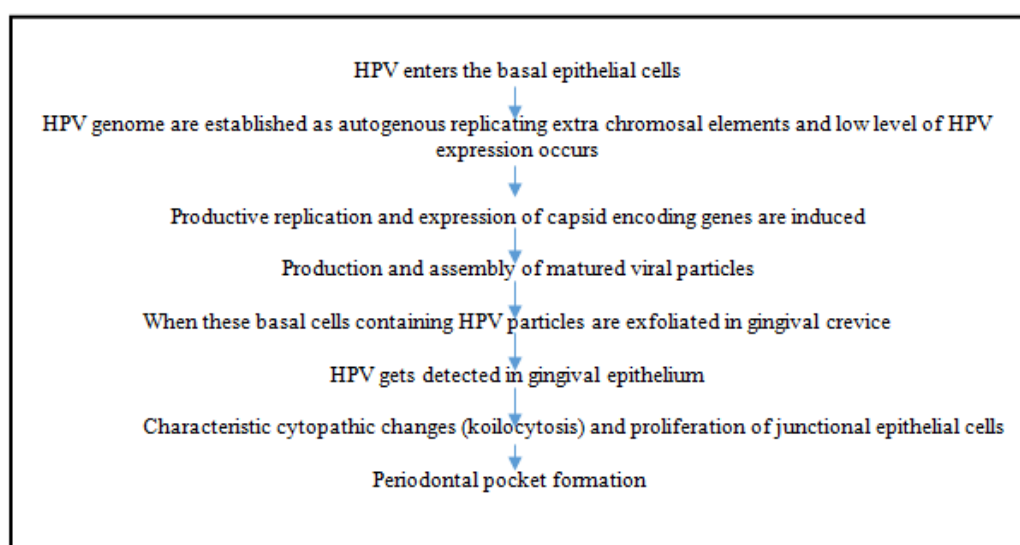 HPV enters the basal epithelial cells
HPV genome are established as autogenous replicating extra chromosal elements and low level of HPV
expression occurs
Productive replication and expression of capsid encoding genes are induced
Production and assembly of matured viral particles
When these basal cells containing HPV particles are exfoliated in gingival crevice
HPV gets detected in gingival epithelium
Characteristic cytopathic changes (koilocytosis) and proliferation of junctional epithelial cells
Periodontal pocket formation